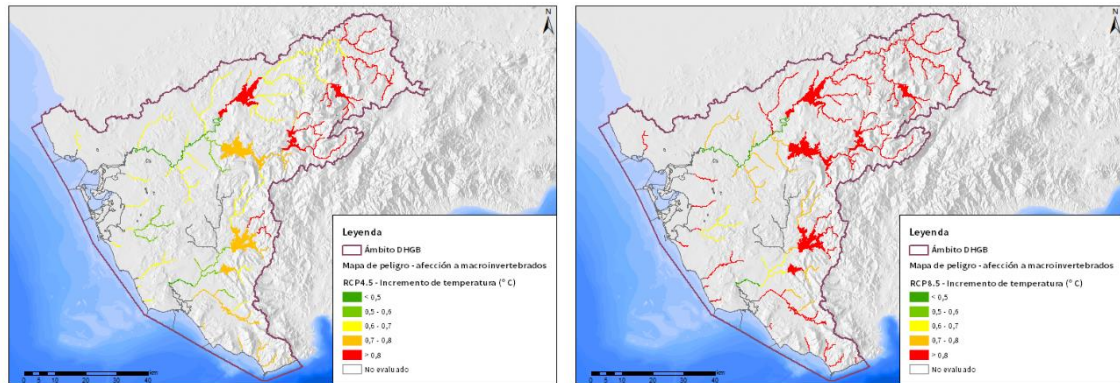 N
Leyenda
Ámbito DHGB
Mapa de peligro - afección a macroinvertebrados
RCP4.5 - Incremento de temperatura (º C)
< 0,5
0,5 - 0,6
0,6 - 0,7
0,7 - 0,8
> 0,8
No evaluado
0 5 10 20 30 40
km
N
Leyenda
Ámbito DHGB
Mapa de peligro - afección a macroinvertebrados
RCP8.5 - Incremento de temperatura (º C)
< 0,5
0,5 - 0,6
0,6 - 0,7
0,7 - 0,8
> 0,8
No evaluado
0 5 10 20 30 40
km